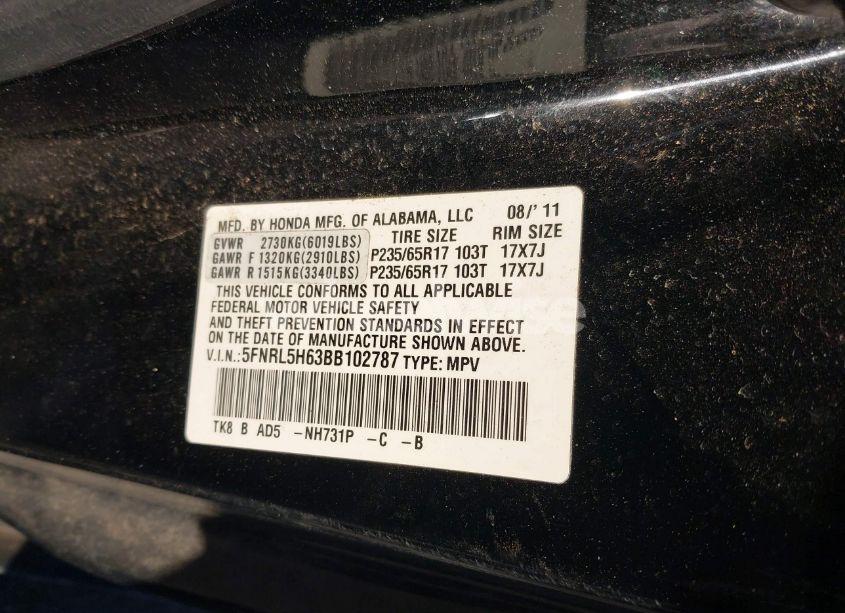 MFD. BY HONDA MFG. OF ALABAMA, LLC 08/'11
GVWR 2730KG(6019LBS) TIRE SIZE RIM SIZE
GAWR F 1320KG(2910LBS) P235/65R17 103T 17X7J
GAWR R 1515KG(3340LBS) P235/65R17 103T 17X7J
THIS VEHICLE CONFORMS TO ALL APPLICABLE
FEDERAL MOTOR VEHICLE SAFETY
AND THEFT PREVENTION STANDARDS IN EFFECT
ON THE DATE OF MANUFACTURE SHOWN ABOVE.
V.I.N.: 5FNRL5H63BB102787 TYPE: MPV
TK8 B AD5 -NH731P -C -B